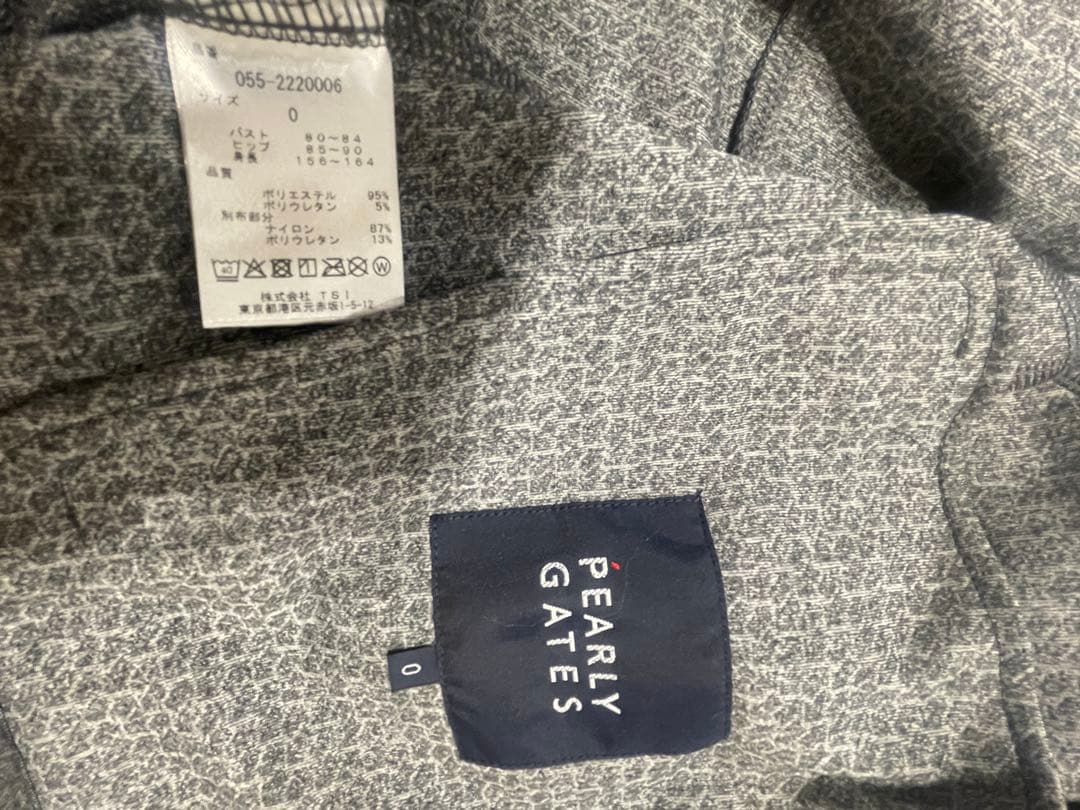 品番
055-2220006
サイズ
0
バスト 80～84
ヒップ 85～90
身長 156～164
品質
ポリエステル 95%
ポリウレタン 5%
別布部分
ナイロン 87%
ポリウレタン 13%
40 W
株式会社 TSI
東京都港区元赤坂1-5-12
PEARLY
GATES
0